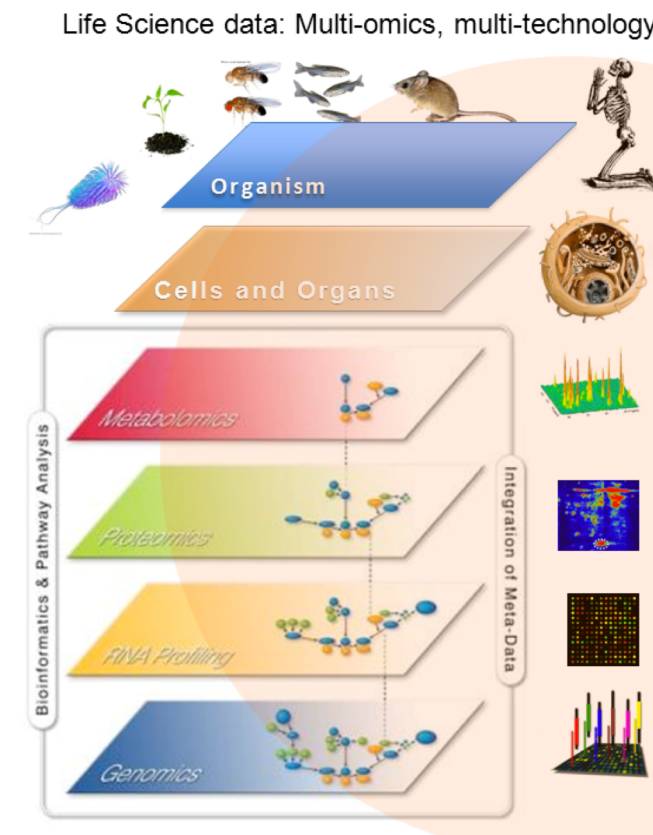 Life Science data: Multi-omics, multi-technology
Organism
Cells and Organs
Metabolomics
Proteomics
RNA Profiling
Genomics
Bioinformatics & Pathway Analysis
Integration of Meta-Data